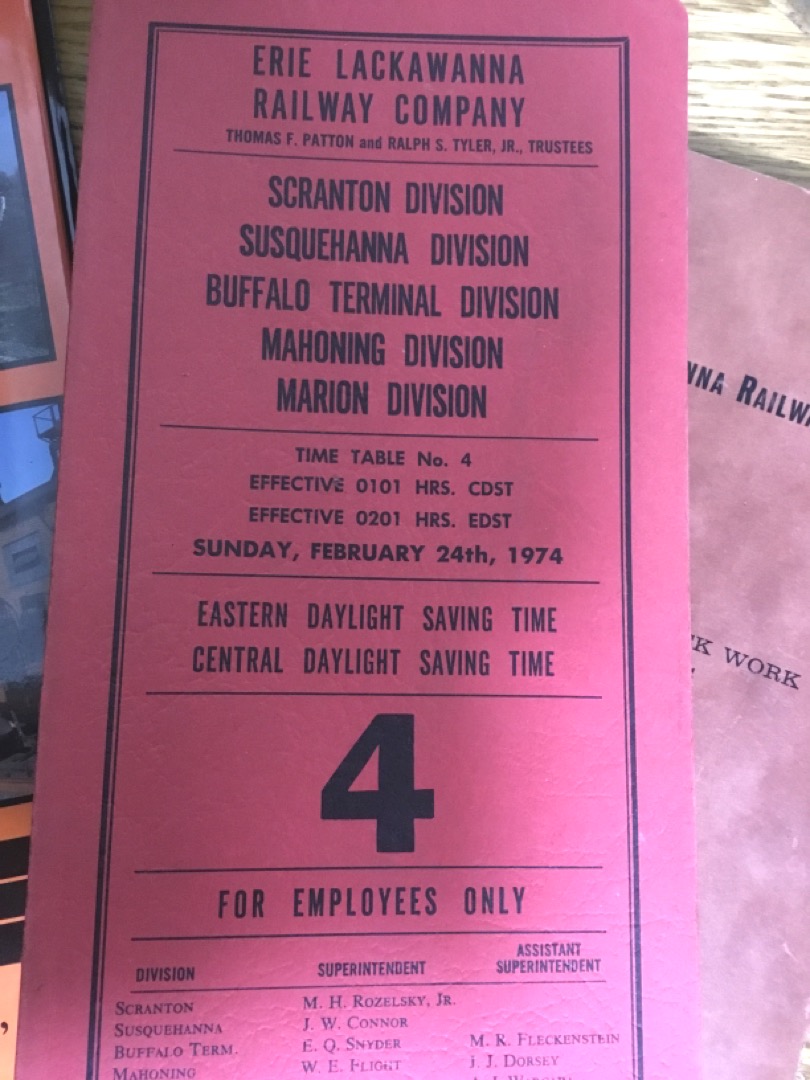 ERIE LACKAWANNA
RAILWAY COMPANY
THOMAS F. PATTON and RALPH S. TYLER, JR., TRUSTEES
SCRANTON DIVISION
SUSQUEHANNA DIVISION
BUFFALO TERMINAL DIVISION
MAHONING DIVISION
MARION DIVISION
TIME TABLE No. 4
EFFECTIVE 0101 HRS. CDST
EFFECTIVE 0201 HRS. EDST
SUNDAY, FEBRUARY 24th, 1974
EASTERN DAYLIGHT SAVING TIME
CENTRAL DAYLIGHT SAVING TIME
4
FOR EMPLOYEES ONLY
DIVISION SUPERINTENDENT ASSISTANT SUPERINTENDENT
SCRANTON M. H. ROZELSKY, JR.
SUSQUEHANNA J. W. CONNOR
BUFFALO TERM. E. Q. SNYDER M. R. FLECKENSTEIN
MAHONING W. E. FLIGHT J. J. DORSEY
WORK